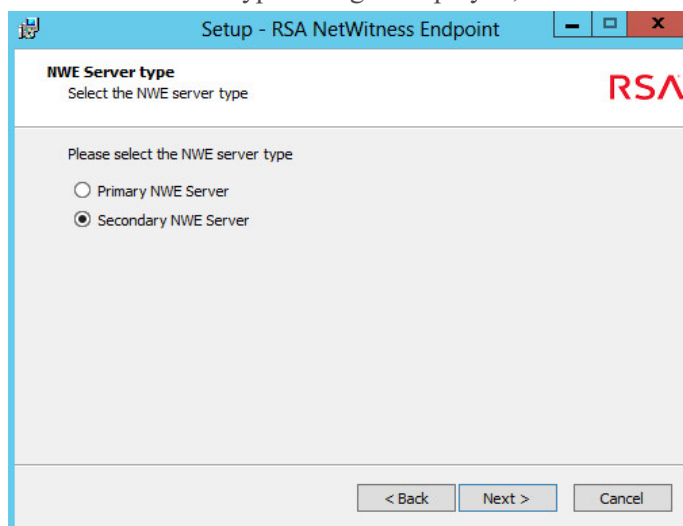 Setup - RSA NetWitness Endpoint
NWE Server type
Select the NWE server type
RSA
Please select the NWE server type
Primary NWE Server
Secondary NWE Server
< Back Next > Cancel